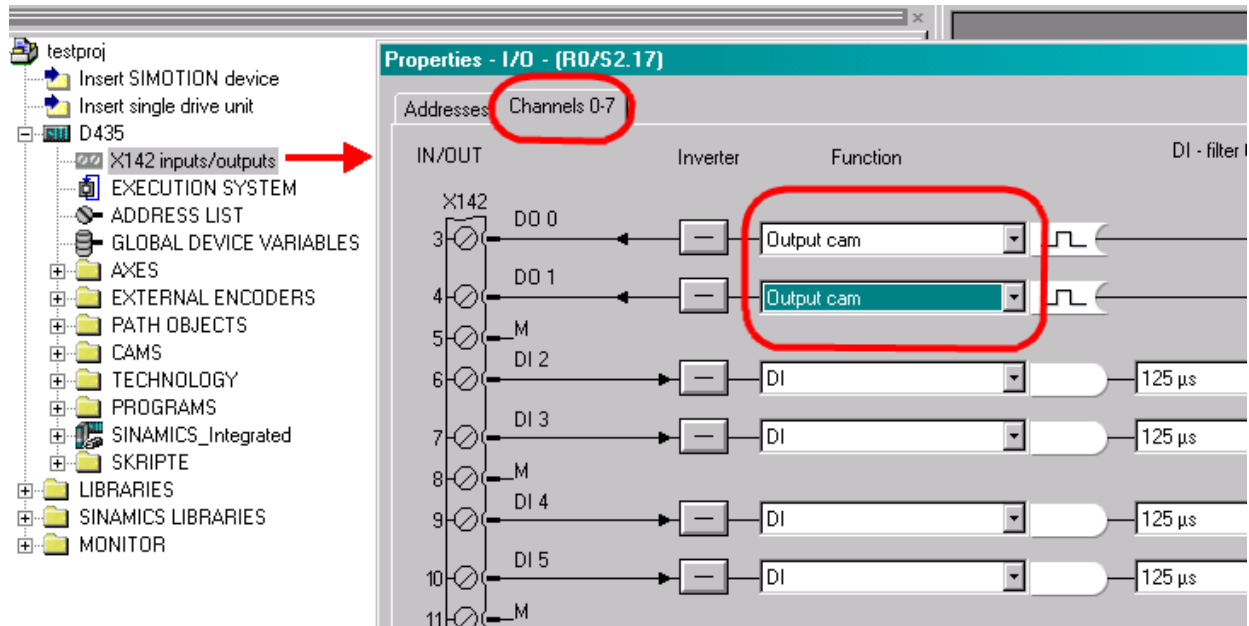 testproj
Insert SIMOTION device
Insert single drive unit
D435
X142 inputs/outputs
EXECUTION SYSTEM
ADDRESS LIST
GLOBAL DEVICE VARIABLES
AXES
EXTERNAL ENCODERS
PATH OBJECTS
CAMS
TECHNOLOGY
PROGRAMS
SINAMICS_Integrated
SKRIPTE
LIBRARIES
SINAMICS LIBRARIES
MONITOR
Properties - I/O - (R0/S2.17)
Addresses Channels 0-7
IN/OUT Inverter Function DI - filter
X142
3 DO 0 Output cam
4 DO 1 Output cam
5 M
6 DI 2 DI 125 µs
7 DI 3 DI 125 µs
8 M
9 DI 4 DI 125 µs
10 DI 5 DI 125 µs
11 M